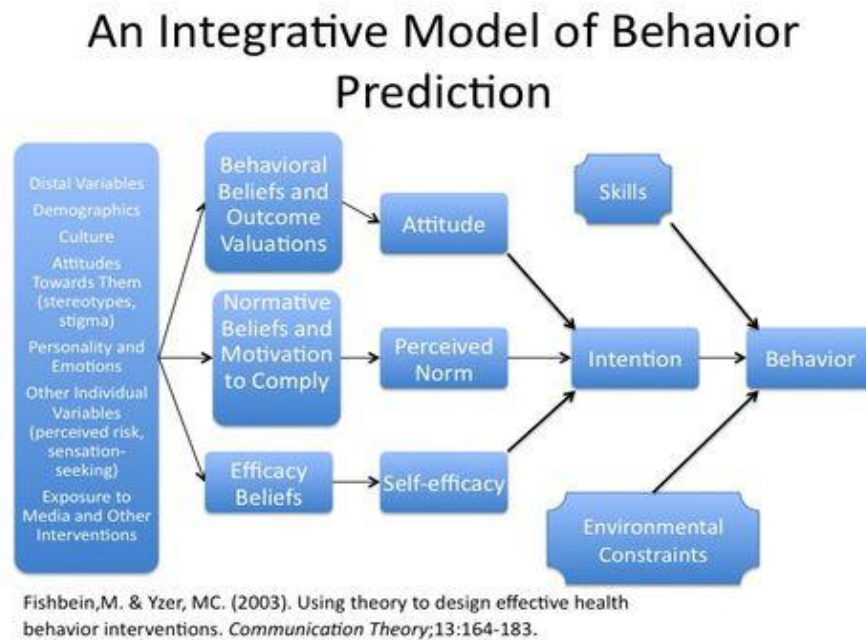 An Integrative Model of Behavior
Prediction
Distal Variables
Demographics
Culture
Attitudes
Towards Them
(stereotypes,
stigma)
Personality and
Emotions
Other Individual
Variables
(perceived risk,
sensation-
seeking)
Exposure to
Media and Other
Interventions
Behavioral
Beliefs and
Outcome
Valuations
Normative
Beliefs and
Motivation
to Comply
Efficacy
Beliefs
Attitude
Perceived
Norm
Self-efficacy
Intention
Skills
Behavior
Environmental
Constraints
Fishbein,M. & Yzer, MC. (2003). Using theory to design effective health
behavior interventions. Communication Theory;13:164-183.